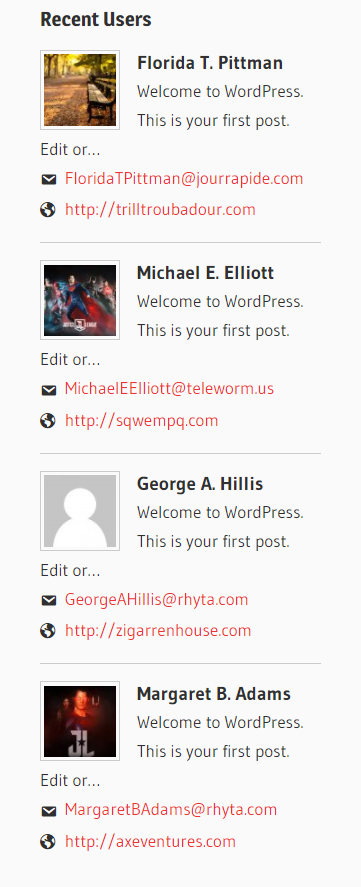 Recent Users
Florida T. Pittman
Welcome to WordPress.
This is your first post.
Edit or...
FloridaTPittman@jourrapide.com
http://trilltroubadour.com
Michael E. Elliott
Welcome to WordPress.
This is your first post.
Edit or...
MichaelEElliott@teleworm.us
http://sqwempq.com
George A. Hillis
Welcome to WordPress.
This is your first post.
Edit or...
GeorgeAHillis@rhyta.com
http://zigarrenhouse.com
Margaret B. Adams
JL
Welcome to WordPress.
This is your first post.
Edit or...
MargaretBAdams@rhyta.com
http://axeventures.com